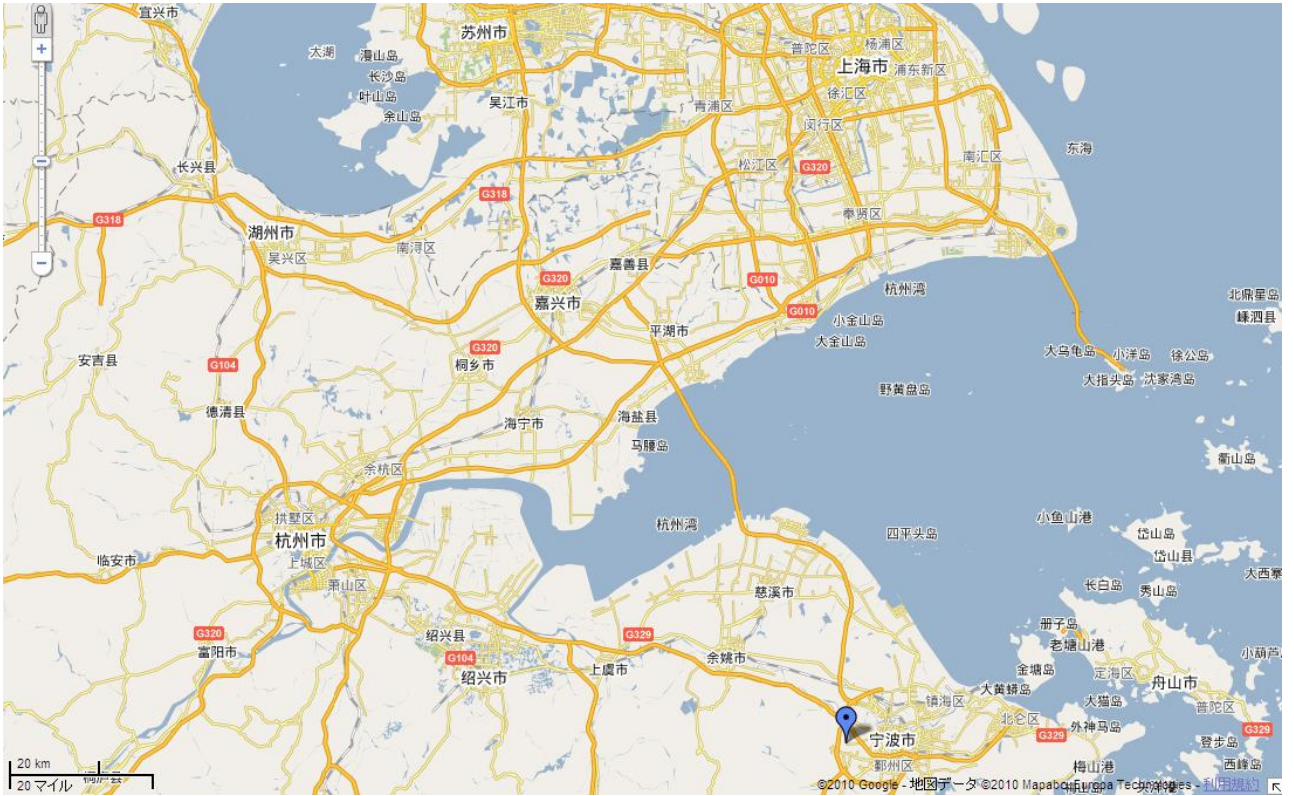 宜兴市
苏州市
太湖
漫山岛
长沙岛
叶山岛
余山岛
吴江市
普陀区
杨浦区
上海市
浦东新区
徐汇区
青浦区
闵行区
松江区
G320
南汇区
东海
长兴县
G318
G318
奉贤区
湖州市
吴兴区
南浔区
嘉善县
G320
G010
嘉兴市
G010
杭州湾
北鼎星岛
嵊泗县
小金山岛
大金山岛
平湖市
安吉县
G104
G320
桐乡市
大乌龟岛
小洋岛
徐公岛
大指头岛
沈家湾岛
野黄盘岛
德清县
海宁市
海盐县
马腰岛
衢山岛
余杭区
拱墅区
杭州市
杭州湾
四平头岛
小鱼山港
岱山岛
岱山县
临安市
上城区
萧山区
慈溪市
长白岛
秀山岛
大西寨
G320
富阳市
绍兴县
G104
绍兴市
G329
上虞市
余姚市
册子岛
老塘山港
金塘岛
定海区
小葫芦
大黄蟒岛
舟山市
镇海区
大猫岛
普陀区
北仑区
外神马岛
G329
G329
宁波市
登步岛
鄞州区
梅山港
西峰岛
20 km
20 マイル
桐庐县
©2010 Google - 地図データ ©2010 Mapabc, Europa Technologies - 利用規約